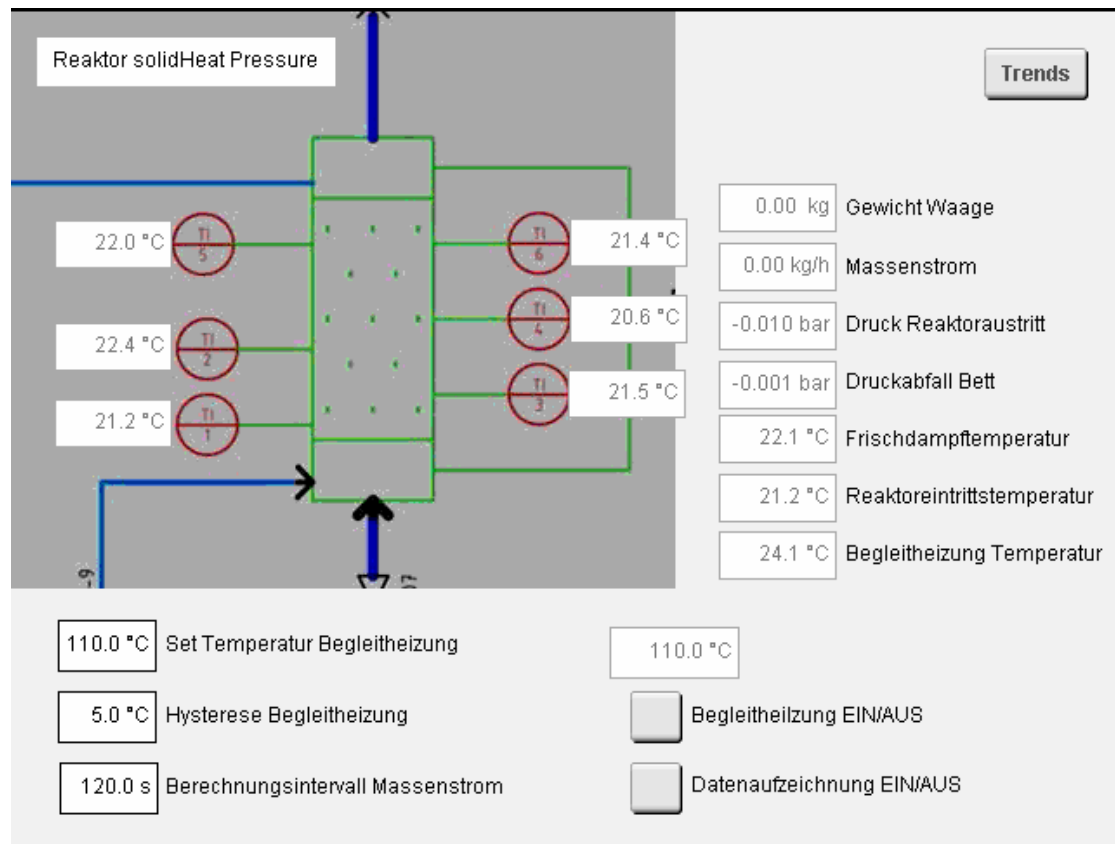 Reaktor solidHeat Pressure
Trends
0.00 kg Gewicht Waage
22.0 °C TI 5
TI 6 21.4 °C
0.00 kg/h Massenstrom
TI 4 20.6 °C
-0.010 bar Druck Reaktoraustritt
22.4 °C TI 2
TI 3 21.5 °C
-0.001 bar Druckabfall Bett
21.2 °C TI 1
22.1 °C Frischdampftemperatur
21.2 °C Reaktoreintrittstemperatur
24.1 °C Begleitheizung Temperatur
110.0 °C Set Temperatur Begleitheizung
110.0 °C
5.0 °C Hysterese Begleitheizung
Begleitheilzung EIN/AUS
120.0 s Berechnungsintervall Massenstrom
Datenaufzeichnung EIN/AUS